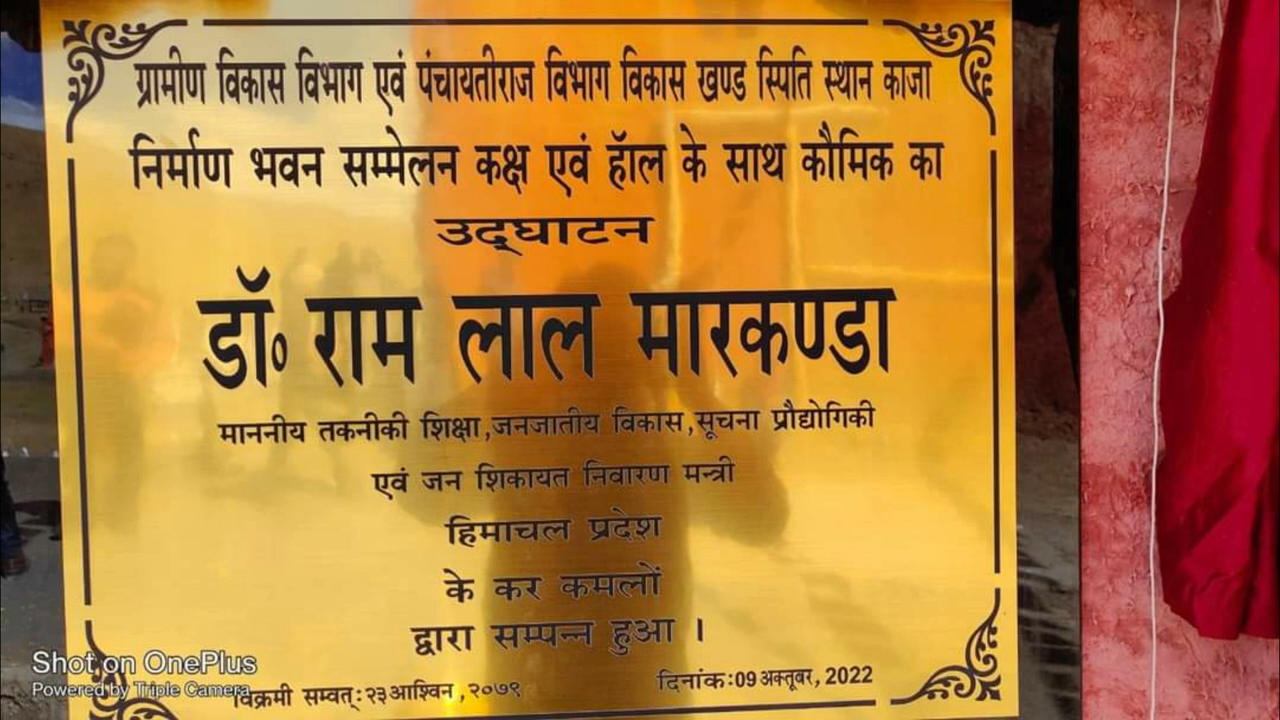 ग्रामीण विकास विभाग एवं पंचायतीराज विभाग विकास खण्ड स्पिति स्थान काजा
निर्माण भवन सम्मेलन कक्ष एवं हॅाल के साथ कौमिक का
उद्घाटन
डॉ॰ राम लाल मारकण्डा
माननीय तकनीकी शिक्षा,जनजातीय विकास,सूचना प्रौद्योगिकी
एवं जन शिकायत निवारण मन्त्री
हिमाचल प्रदेश
के कर कमलों
द्वारा सम्पन्न हुआ ।
विक्रमी सम्वत्: २३आश्विन ,२०७९
दिनांक:09 अक्तूबर, 2022
Shot on OnePlus
Powered by Triple Camera